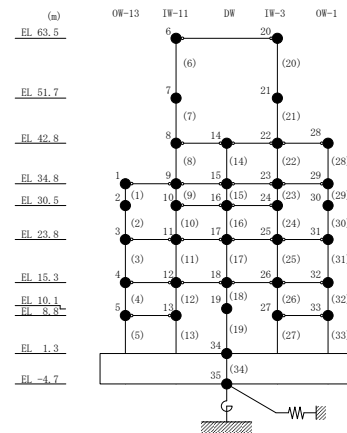 (m) OW-13 IW-11 DW IW-3 OW-1
EL 63.5 6 20
(6) (20)
EL 51.7 7 21
(7) (21)
EL 42.8 8 14 22 28
(8) (14) (22) (28)
EL 34.8 1 9 15 23 29
(1) (9) (15) (23) (29)
EL 30.5 2 10 16 24 30
(2) (10) (16) (24) (30)
EL 23.8 3 11 17 25 31
(3) (11) (17) (25) (31)
EL 15.3 4 12 18 26 32
(4) (12) (18) (26) (32)
EL 10.1 19
EL 8.8 5 13 27 33
(5) (13) (19) (27) (33)
EL 1.3 34
(34)
EL -4.7 35